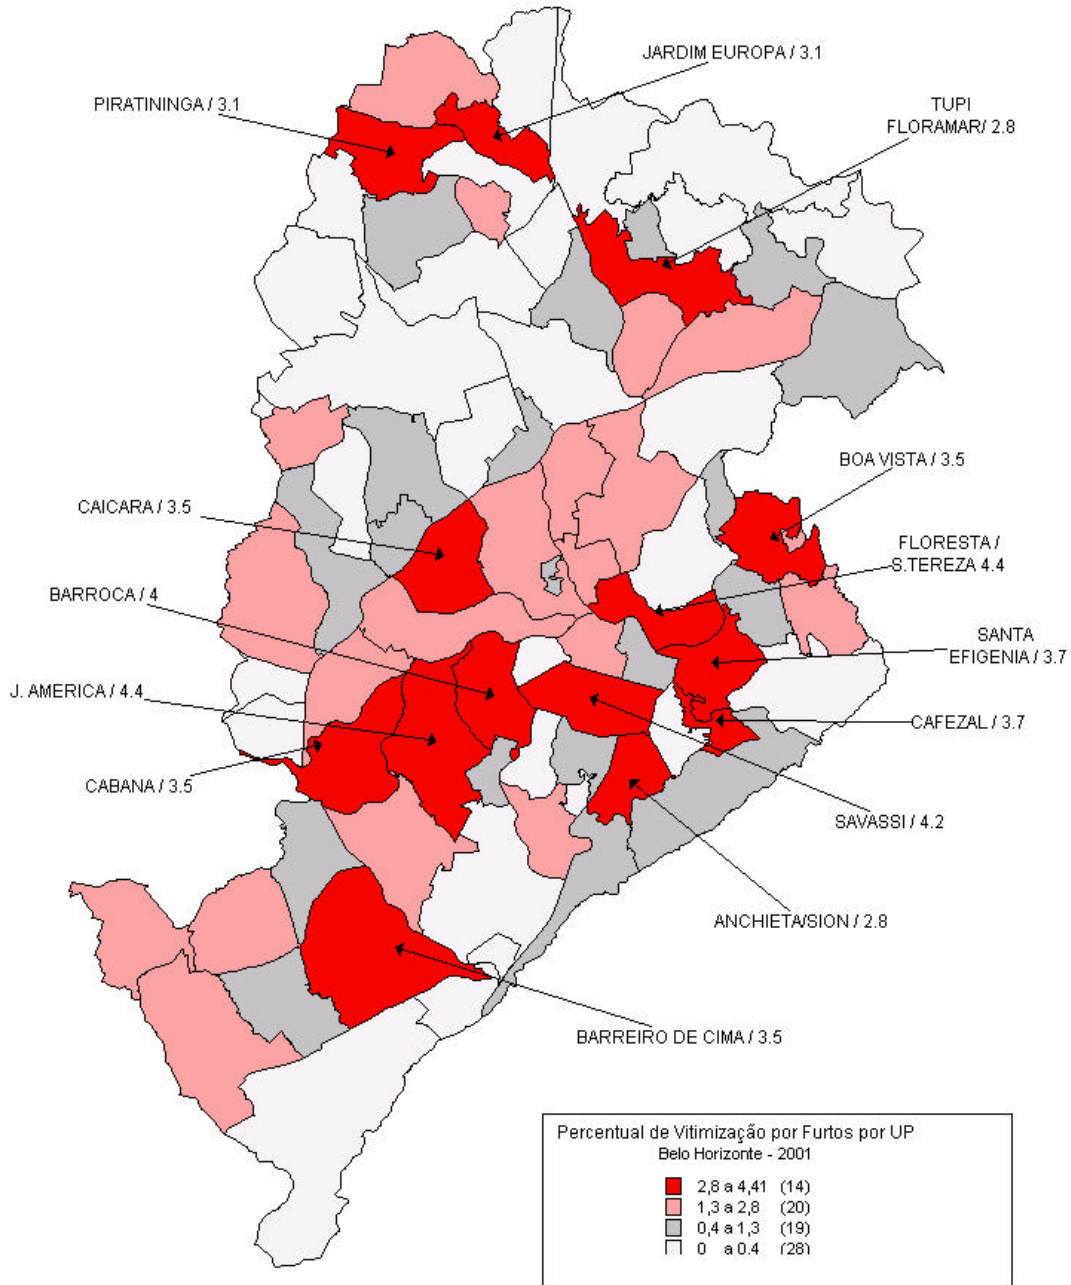 JARDIM EUROPA / 3.1
PIRATININGA / 3.1
TUPI
FLORAMAR/ 2.8
BOA VISTA / 3.5
CAICARA / 3.5
FLORESTA /
S.TEREZA 4.4
BARROCA / 4
SANTA
EFIGENIA / 3.7
J. AMERICA / 4.4
CAFEZAL / 3.7
CABANA / 3.5
SAVASSI / 4.2
ANCHIETA/SION / 2.8
BARREIRO DE CIMA / 3.5
Percentual de Vitimização por Furtos por UP
Belo Horizonte - 2001
2,8 a 4,41 (14)
1,3 a 2,8 (20)
0,4 a 1,3 (19)
0 a 0,4 (28)